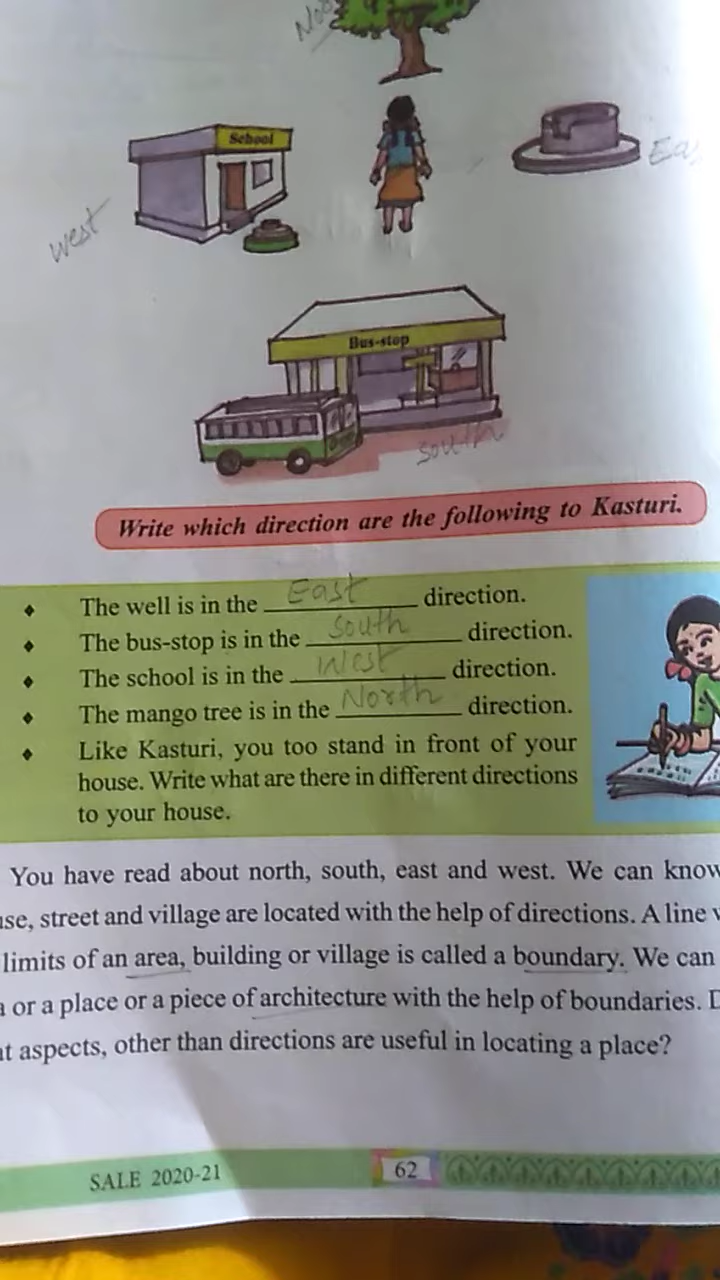 No
School
Ea
West
Bus-stop
south
Write which direction are the following to Kasturi.
The well is in the East direction.
The bus-stop is in the south direction.
The school is in the West direction.
The mango tree is in the North direction.
Like Kasturi, you too stand in front of your
house. Write what are there in different directions
to your house.
You have read about north, south, east and west. We can know
use, street and village are located with the help of directions. A line
limits of an area, building or village is called a boundary. We can
or a place or a piece of architecture with the help of boundaries.
aspects, other than directions are useful in locating a place?
SALE 2020-21
62